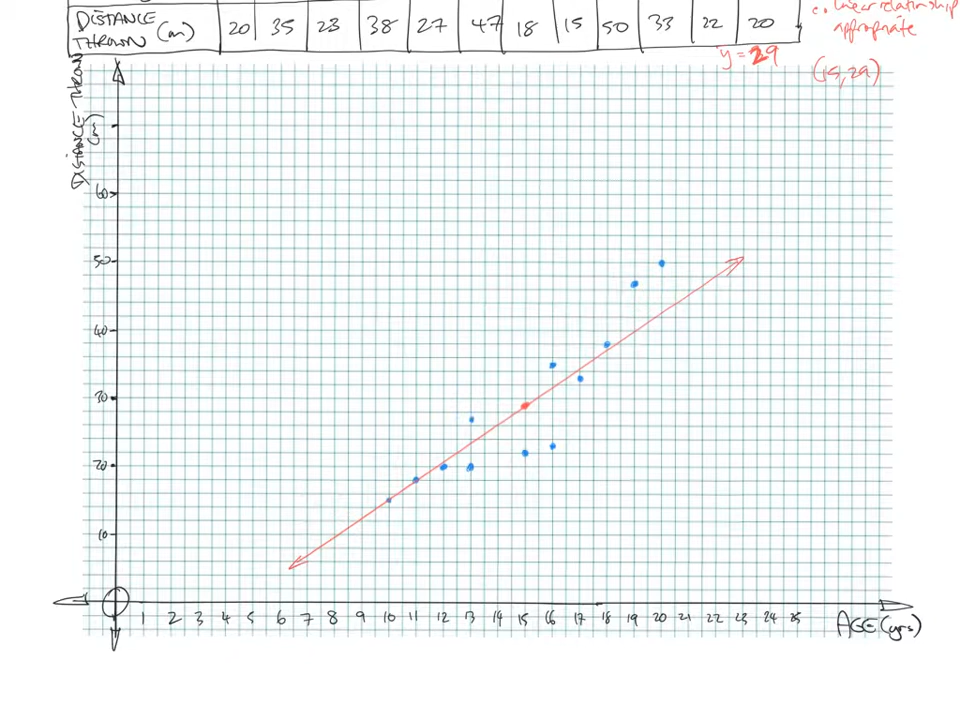 DISTANCE THROWN (m) 20 35 23 38 27 47 18 15 50 33 22 20
linear relationship
appropriate
y = 29
(15, 29)
DISTANCE THROWN
(m)
60
50
40
30
20
10
1 2 3 4 5 6 7 8 9 10 11 12 13 14 15 16 17 18 19 20 21 22 23 24 25 AGE (yrs)